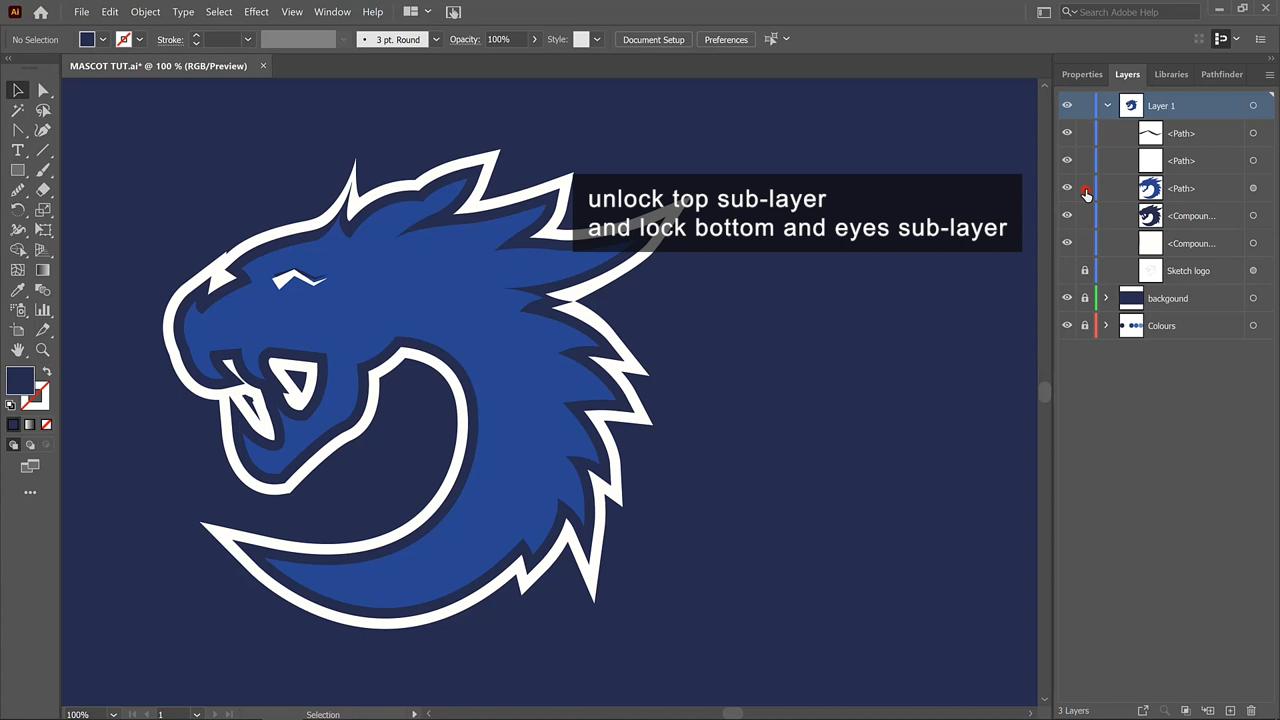 Ai
File Edit Object Type Select Effect View Window Help
Search Adobe Help
No Selection
Stroke:
3 pt. Round
Opacity: 100%
Style:
Document Setup
Preferences
MASCOT TUT.ai* @ 100 % (RGB/Preview)
Properties Layers Libraries Pathfinder
Layer 1
<Path>
<Path>
<Path>
<Compoun...
<Compoun...
Sketch logo
backgound
Colours
unlock top sub-layer
and lock bottom and eyes sub-layer
100%
1
Selection
3 Layers